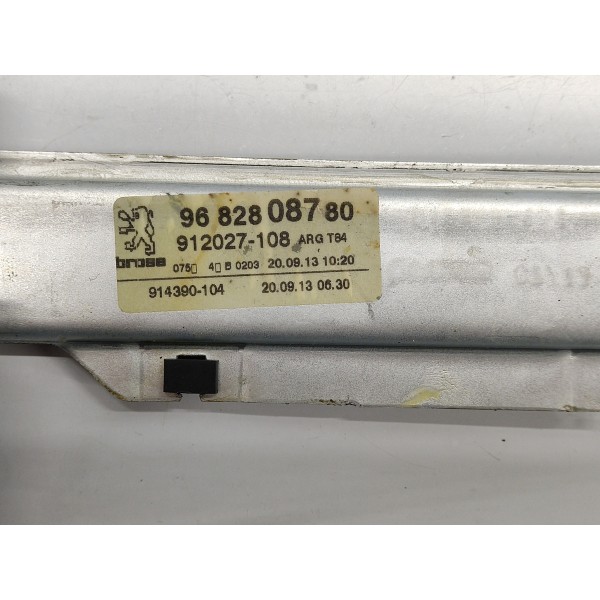 96 828 087 80
912027-108 ARG T84
brose
075▯ 4▯ B 0203 20.09.13 10:20
914390-104 20.09.13 06.30